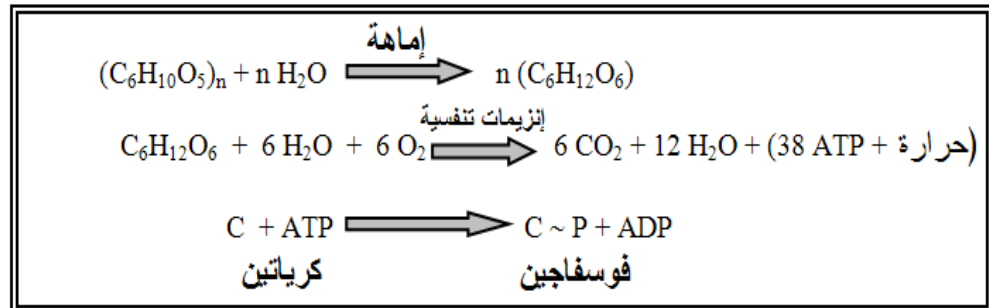 إماهة
(C₆H₁₀O₅)ₙ + n H₂O ⟹ n (C₆H₁₂O₆)
إنزيمات تنفسية
C₆H₁₂O₆ + 6 H₂O + 6 O₂ ⟹ 6 CO₂ + 12 H₂O + (38 ATP + حرارة)
C + ATP ⟹ C ~ P + ADP
كرياتين فوسفاجين